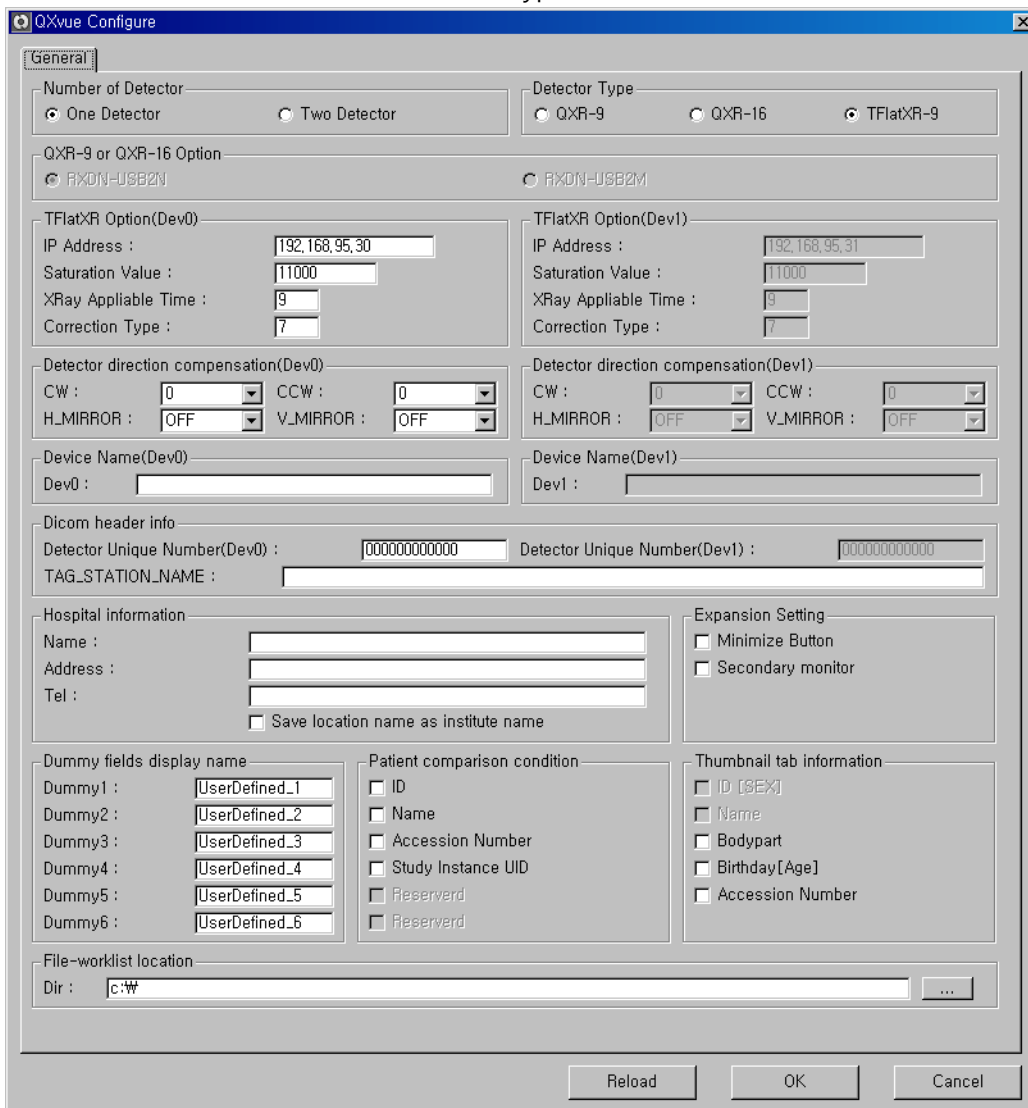 QXvue Configure
General
Number of Detector
One Detector Two Detector
Detector Type
QXR-9 QXR-16 TFlatXR-9
QXR-9 or QXR-16 Option
RXDN-USB2N RXDN-USB2M
TFlatXR Option(Dev0)
IP Address : 192,168,95,30
Saturation Value : 11000
XRay Appliable Time : 9
Correction Type : 7
TFlatXR Option(Dev1)
IP Address : 192,168,95,31
Saturation Value : 11000
XRay Appliable Time : 9
Correction Type : 7
Detector direction compensation(Dev0)
CW : 0 CCW : 0
H_MIRROR : OFF V_MIRROR : OFF
Detector direction compensation(Dev1)
CW : 0 CCW : 0
H_MIRROR : OFF V_MIRROR : OFF
Device Name(Dev0)
Dev0 :
Device Name(Dev1)
Dev1 :
Dicom header info
Detector Unique Number(Dev0) : 000000000000 Detector Unique Number(Dev1) : 000000000000
TAG_STATION_NAME :
Hospital information
Name :
Address :
Tel :
Save location name as institute name
Expansion Setting
Minimize Button
Secondary monitor
Dummy fields display name
Dummy1 : UserDefined_1
Dummy2 : UserDefined_2
Dummy3 : UserDefined_3
Dummy4 : UserDefined_4
Dummy5 : UserDefined_5
Dummy6 : UserDefined_6
Patient comparison condition
ID
Name
Accession Number
Study Instance UID
Reserverd
Reserverd
Thumbnail tab information
ID [SEX]
Name
Bodypart
Birthday[Age]
Accession Number
File-worklist location
Dir : c:₩ ...
Reload OK Cancel